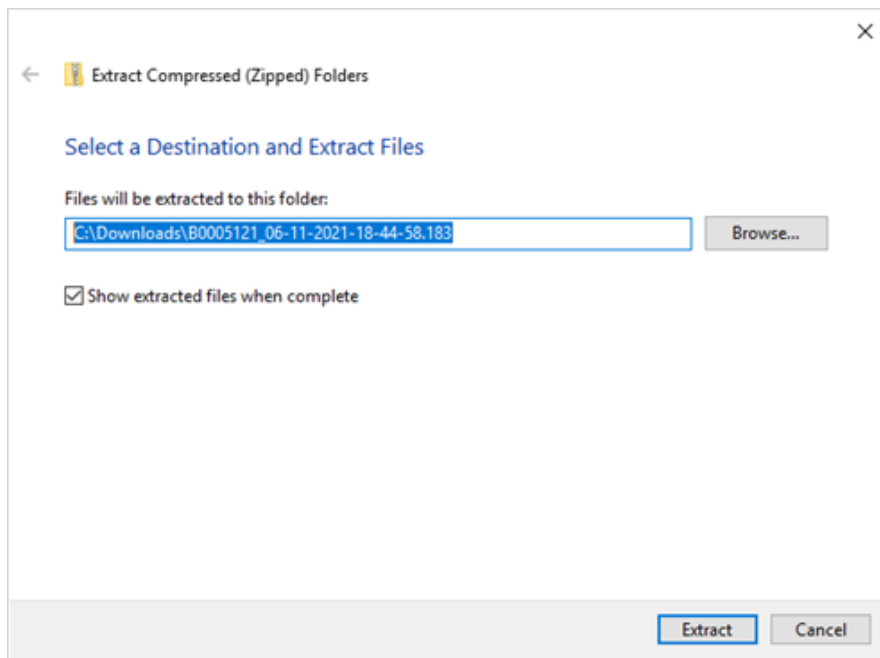 Extract Compressed (Zipped) Folders
Select a Destination and Extract Files
Files will be extracted to this folder:
C:\Downloads\B0005121_06-11-2021-18-44-58.183
Browse...
Show extracted files when complete
Extract
Cancel